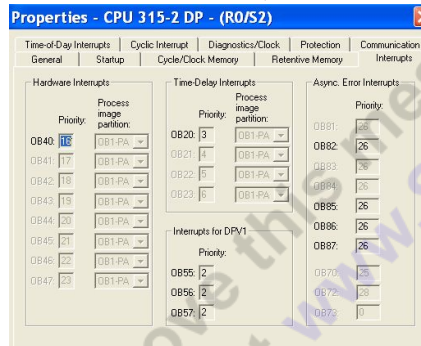 Properties - CPU 315-2 DP - (R0/S2)
Time-of-Day Interrupts Cyclic Interrupt Diagnostics/Clock Protection Communication
General Startup Cycle/Clock Memory Retentive Memory Interrupts
Hardware Interrupts
Priority: Process image partition:
OB40: 16 OB1-PA
OB41: 17 OB1-PA
OB42: 18 OB1-PA
OB43: 19 OB1-PA
OB44: 20 OB1-PA
OB45: 21 OB1-PA
OB46: 22 OB1-PA
OB47: 23 OB1-PA
Time-Delay Interrupts
Priority: Process image partition:
OB20: 3 OB1-PA
OB21: 4 OB1-PA
OB22: 5 OB1-PA
OB23: 6 OB1-PA
Interrupts for DPV1
Priority:
OB55: 2
OB56: 2
OB57: 2
Async. Error Interrupts
Priority:
OB81: 26
OB82: 26
OB83: 26
OB84: 26
OB85: 26
OB86: 26
OB87: 26
OB70: 25
OB72: 28
OB73: 0